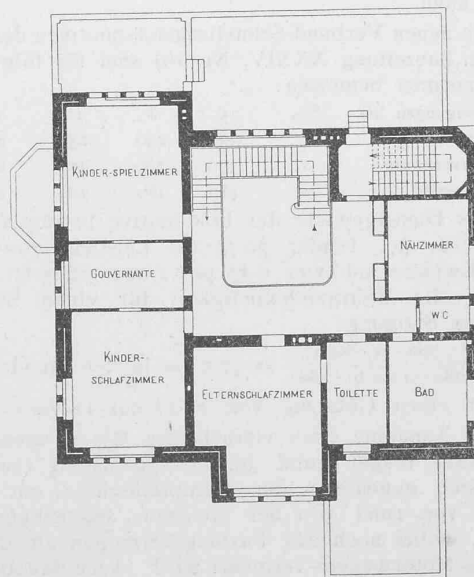 KINDER-SPIELZIMMER
GOUVERNANTE
NÄHZIMMER
WC
KINDER-
SCHLAFZIMMER
ELTERNSCHLAFZIMMER
TOILETTE
BAD